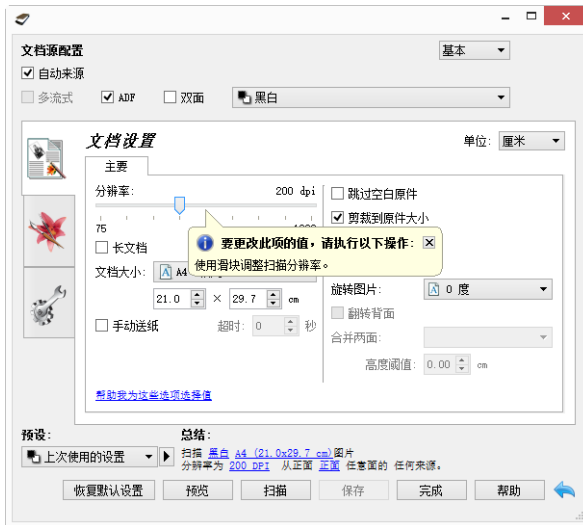 文档源配置
基本
自动来源
多流式
ADF
双面
黑白
文档设置
单位：
厘米
主要
分辨率：
200 dpi
75
长文档
文档大小：
A4
21.0
×
29.7
cm
手动送纸
超时：
0
秒
帮助我为这些选项选择值
跳过空白原件
剪裁到原件大小
要更改此项的值，请执行以下操作：
使用滑块调整扫描分辨率。
旋转图片：
0 度
翻转背面
合并两面：
高度阈值：
0.00
cm
预设：
上次使用的设置
总结：
扫描 黑白 A4 (21.0x29.7 cm)图片
分辨率为 200 DPI 从正面 正面 任意面的 任何来源。
恢复默认设置
预览
扫描
保存
完成
帮助